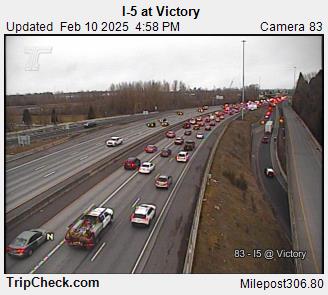 I-5 at Victory
Updated  Feb 10 2025  4:58 PM
Camera 83
N
83 - I5 @ Victory
TripCheck.com
Milepost306.80